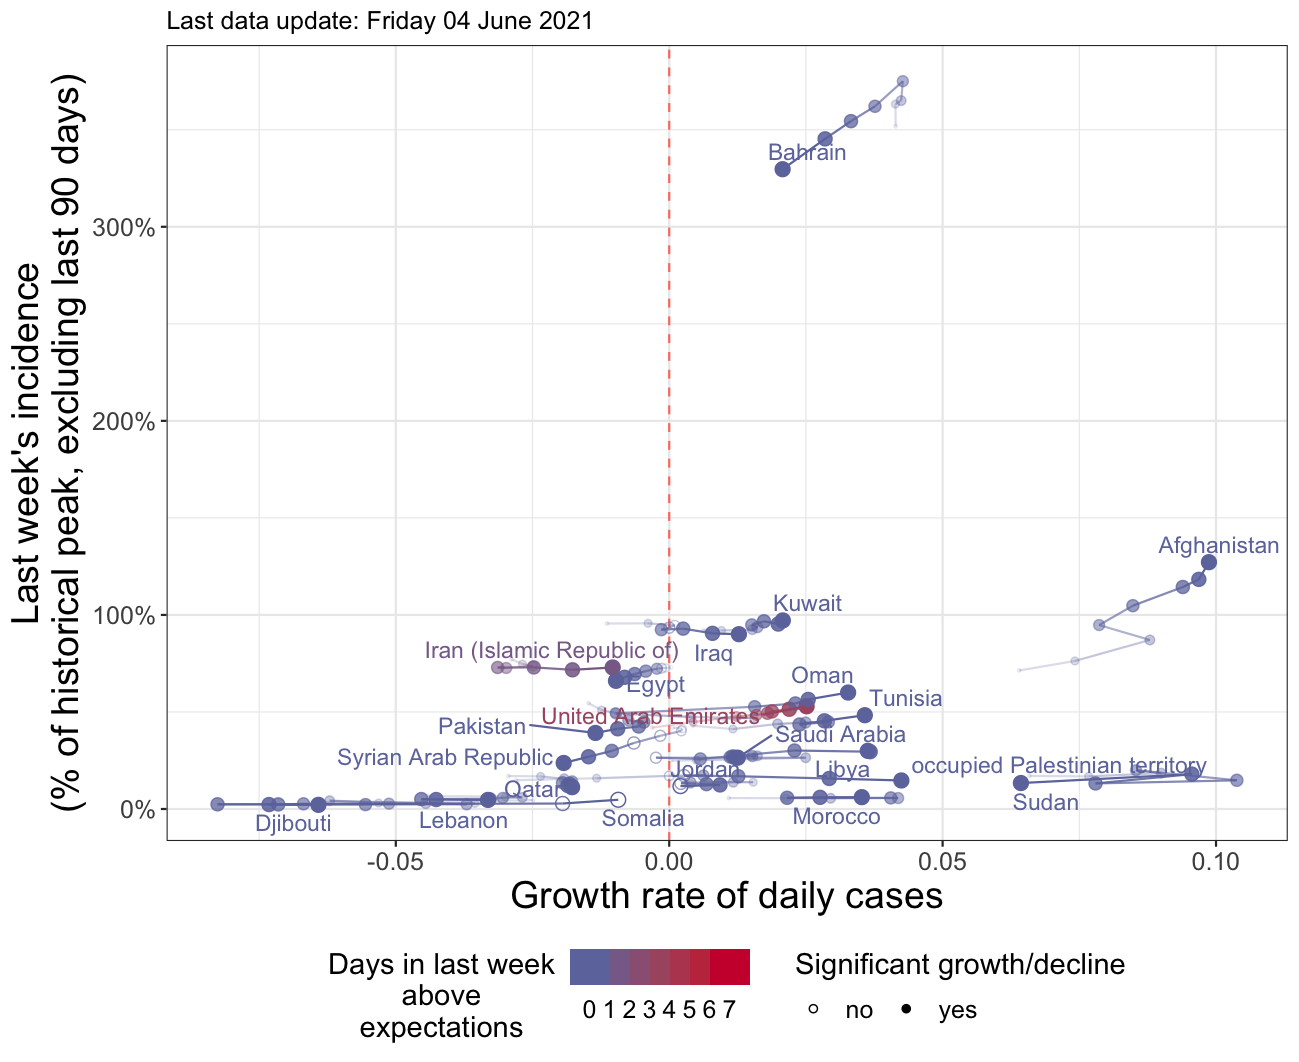 Last data update: Friday 04 June 2021
Last week's incidence
(% of historical peak, excluding last 90 days)
300%
200%
100%
0%
Bahrain
Afghanistan
Kuwait
Iran (Islamic Republic of)
Iraq
Egypt
Oman
Tunisia
United Arab Emirates
Pakistan
Saudi Arabia
Syrian Arab Republic
Jordan
Libya
occupied Palestinian territory
Qatar
Sudan
Djibouti
Lebanon
Somalia
Morocco
-0.05
0.00
0.05
0.10
Growth rate of daily cases
Days in last week
above
expectations
0 1 2 3 4 5 6 7
Significant growth/decline
no
yes